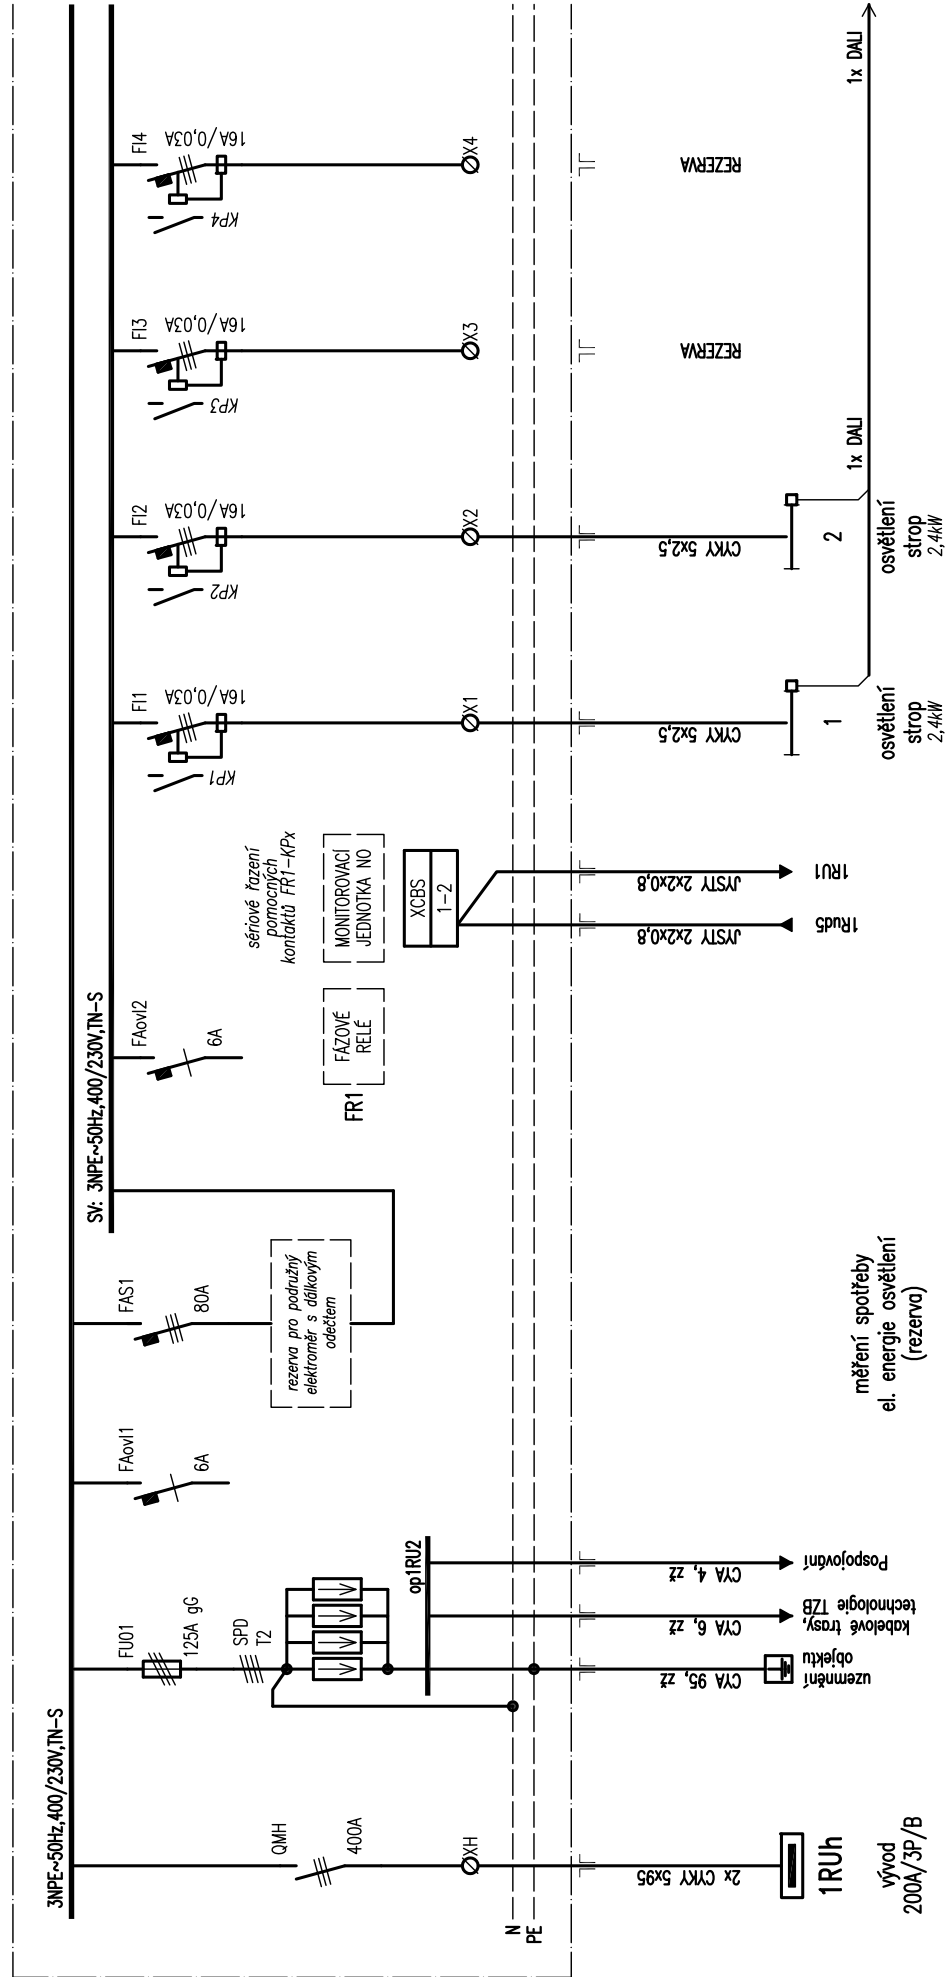 3NPE~50Hz,400/230V,TN-S
QMH
400A
XH
N
PE
2x CYKY 5x95
1RUh
vývod
200A/3P/B
FU01
125A gG
SPD
T2
op1RU2
CYA 95, zž
uzemnění
objektu
CYA 6, zž
kabelové trasy,
technologie TZB
CYA 4, zž
Pospojování
FAovl1
6A
FAS1
80A
rezerva pro podružný
elektroměr s dálkovým
odečtem
měření spotřeby
el. energie osvětlení
(rezerva)
SV: 3NPE~50Hz,400/230V,TN-S
FAovl2
6A
FR1
FÁZOVÉ
RELÉ
sériové řazení
pomocných
kontaktů FR1-KPx
MONITOROVACÍ
JEDNOTKA NO
XCBS
1-2
JYSTY 2x2x0,8
1Rud5
JYSTY 2x2x0,8
1RU1
FI1
16A/0,03A
KP1
X1
CYKY 5x2,5
1
osvětlení
strop
2,4kW
FI2
16A/0,03A
KP2
X2
CYKY 5x2,5
2
osvětlení
strop
2,4kW
1x DALI
FI3
16A/0,03A
KP3
X3
REZERVA
FI4
16A/0,03A
KP4
X4
REZERVA
1x DALI